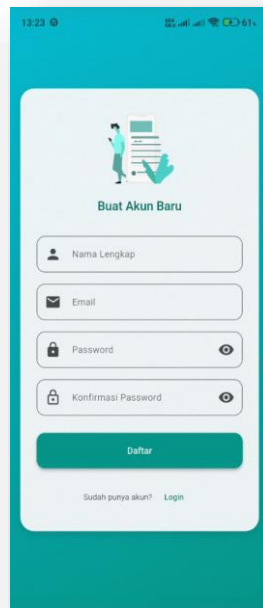 13:23 61%
Buat Akun Baru
Nama Lengkap
Email
Password
Konfirmasi Password
Daftar
Sudah punya akun? Login